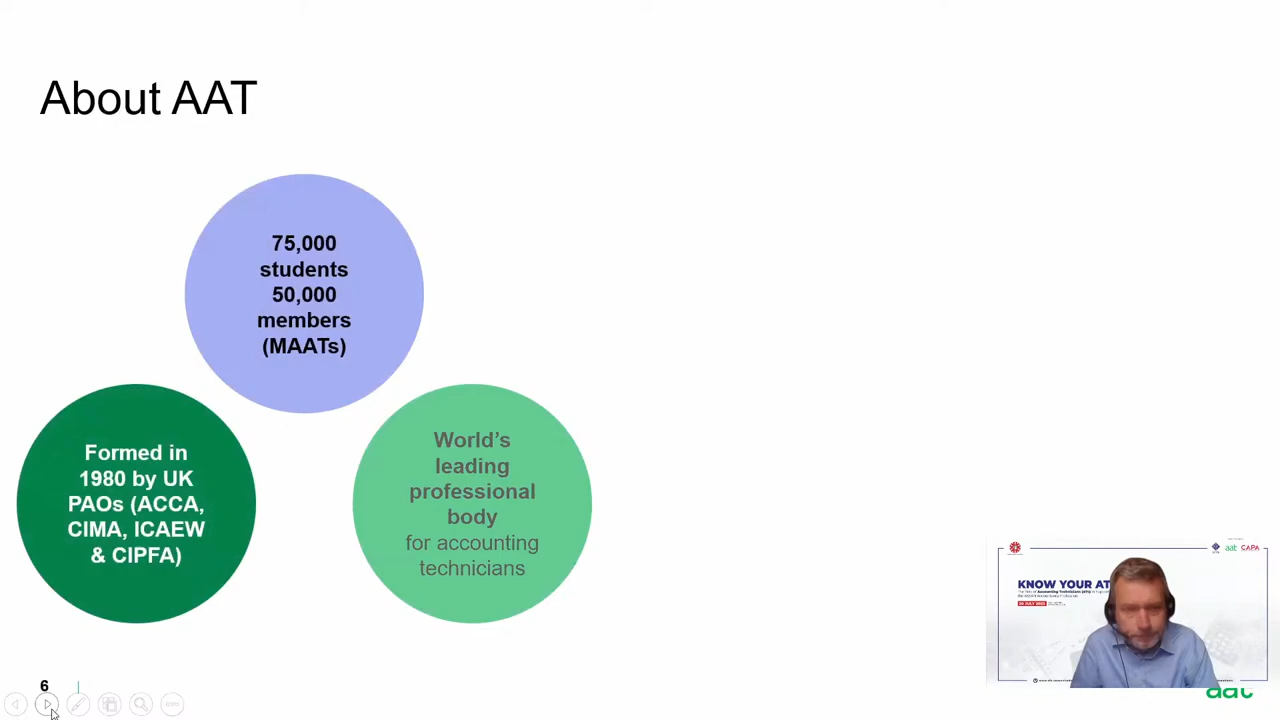 About AAT
75,000
students
50,000
members
(MAATs)
Formed in
1980 by UK
PAOs (ACCA,
CIMA, ICAEW
& CIPFA)
World’s
leading
professional
body
for accounting
technicians
aat CAPA
KNOW YOUR AT
6
aat